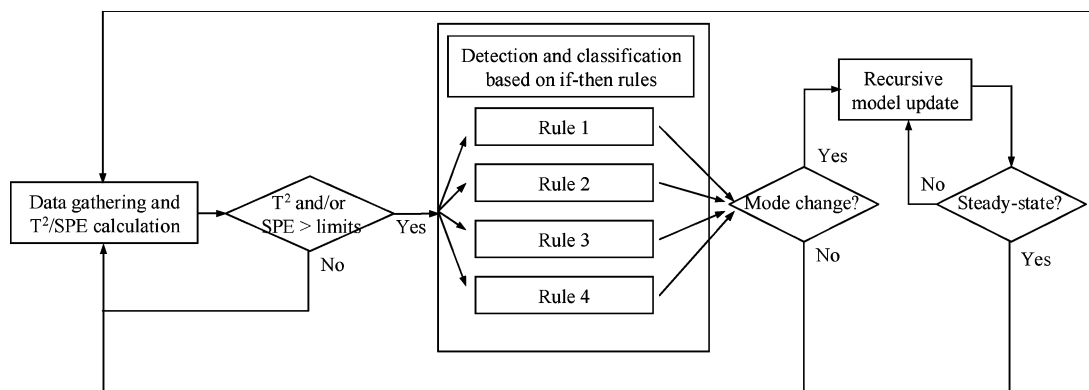 Detection and classification
based on if-then rules
Recursive
model update
Rule 1
Yes
Data gathering and
T²/SPE calculation
T² and/or
SPE > limits
Yes
Rule 2
Mode change?
No
Steady-state?
Rule 3
No
No
Yes
Rule 4